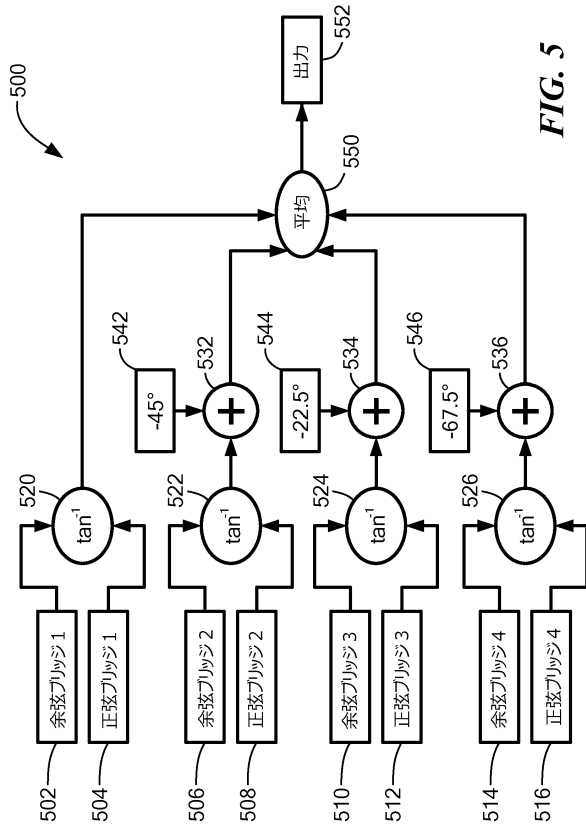 500
余弦ブリッジ 1
正弦ブリッジ 1
502
504
tan⁻¹
520
余弦ブリッジ 2
正弦ブリッジ 2
506
508
tan⁻¹
522
-45°
542
+
532
余弦ブリッジ 3
正弦ブリッジ 3
510
512
tan⁻¹
524
-22.5°
544
+
534
余弦ブリッジ 4
正弦ブリッジ 4
514
516
tan⁻¹
526
-67.5°
546
+
536
平均
550
出力
552
FIG. 5